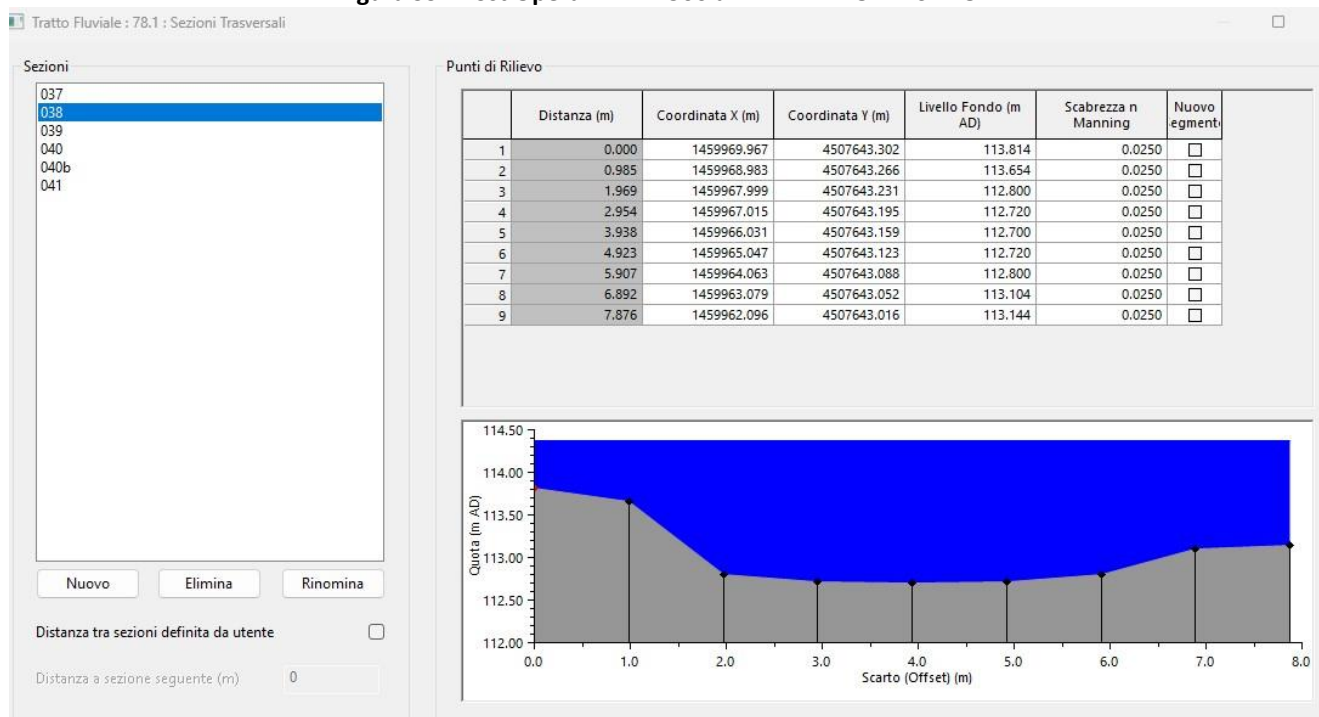 Tratto Fluviale : 78.1 : Sezioni Trasversali
Sezioni
037
038
039
040
040b
041
Nuovo Elimina Rinomina
Distanza tra sezioni definita da utente
Distanza a sezione seguente (m) 0
Punti di Rilievo
Distanza (m) Coordinata X (m) Coordinata Y (m) Livello Fondo (m AD) Scabrezza n Manning Nuovo egment
1 0.000 1459969.967 4507643.302 113.814 0.0250
2 0.985 1459968.983 4507643.266 113.654 0.0250
3 1.969 1459967.999 4507643.231 112.800 0.0250
4 2.954 1459967.015 4507643.195 112.720 0.0250
5 3.938 1459966.031 4507643.159 112.700 0.0250
6 4.923 1459965.047 4507643.123 112.720 0.0250
7 5.907 1459964.063 4507643.088 112.800 0.0250
8 6.892 1459963.079 4507643.052 113.104 0.0250
9 7.876 1459962.096 4507643.016 113.144 0.0250
Quota (m AD)
114.50
114.00
113.50
113.00
112.50
112.00
0.0 1.0 2.0 3.0 4.0 5.0 6.0 7.0 8.0
Scarto (Offset) (m)